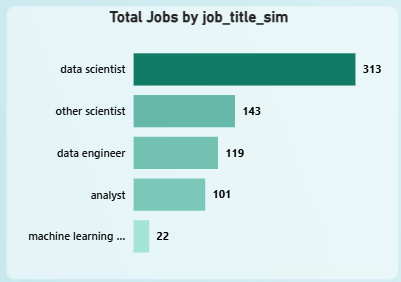 Total Jobs by job_title_sim
data scientist 313
other scientist 143
data engineer 119
analyst 101
machine learning ... 22